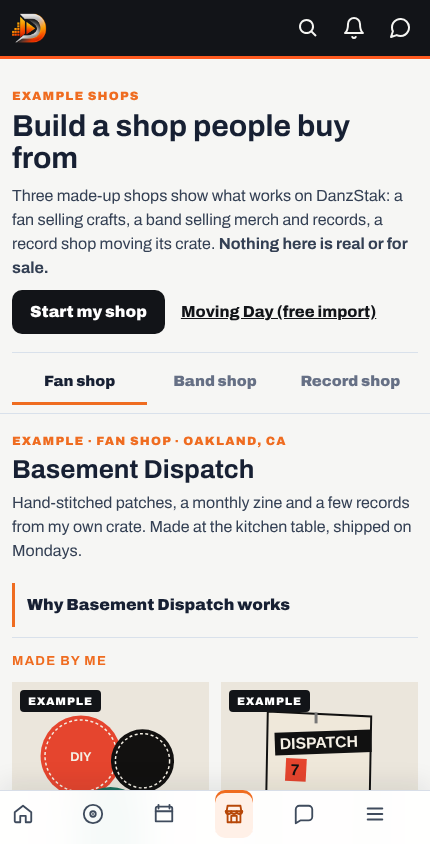 EXAMPLE SHOPS
Build a shop people buy
from
Three made-up shops show what works on DanzStak: a
fan selling crafts, a band selling merch and records, a
record shop moving its crate. Nothing here is real or for
sale.
Start my shop
Moving Day (free import)
Fan shop
Band shop
Record shop
EXAMPLE · FAN SHOP · OAKLAND, CA
Basement Dispatch
Hand-stitched patches, a monthly zine and a few records
from my own crate. Made at the kitchen table, shipped on
Mondays.
Why Basement Dispatch works
MADE BY ME
EXAMPLE
DIY
EXAMPLE
DISPATCH
7